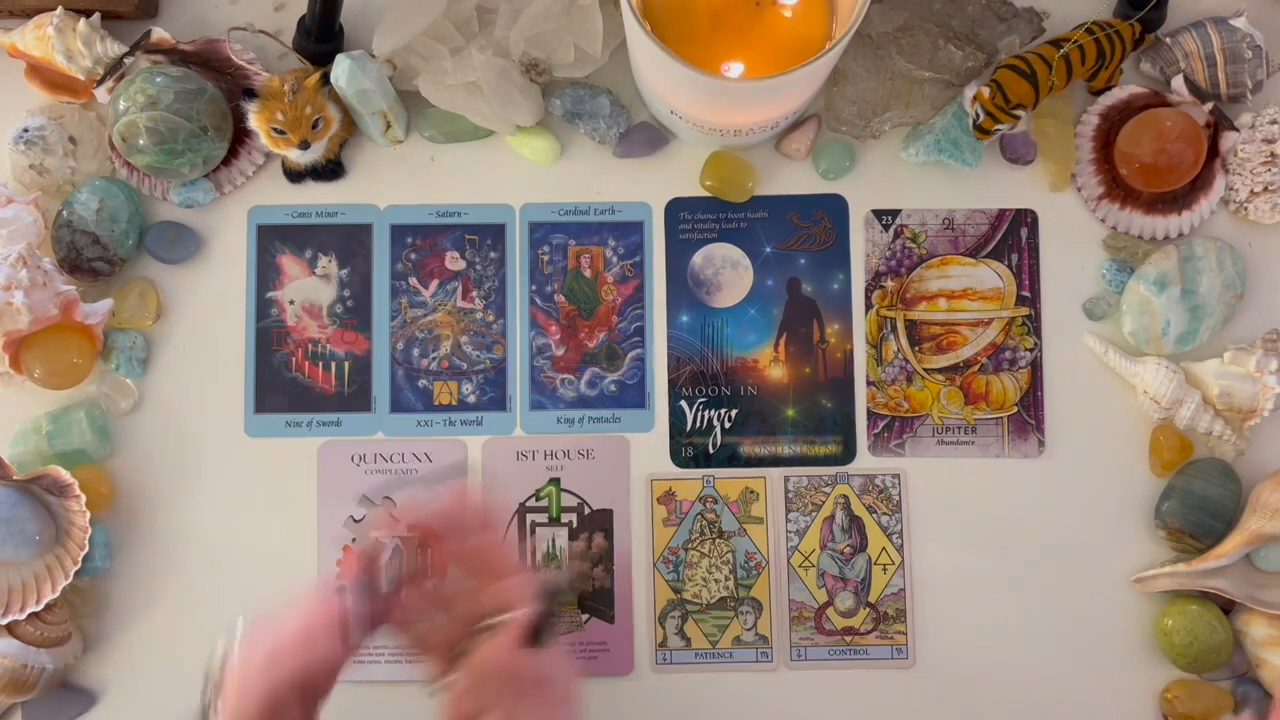 ~ Canis Minor ~
Nine of Swords
~ Saturn ~
XXI ~ The World
~ Cardinal Earth ~
King of Pentacles
The chance to boost health
and vitality leads to
satisfaction
MOON IN
Virgo
18 CONTENTMENT
23
JUPITER
Abundance
QUINCUNX
COMPLEXITY
1ST HOUSE
SELF
1
6
PATIENCE
10
CONTROL